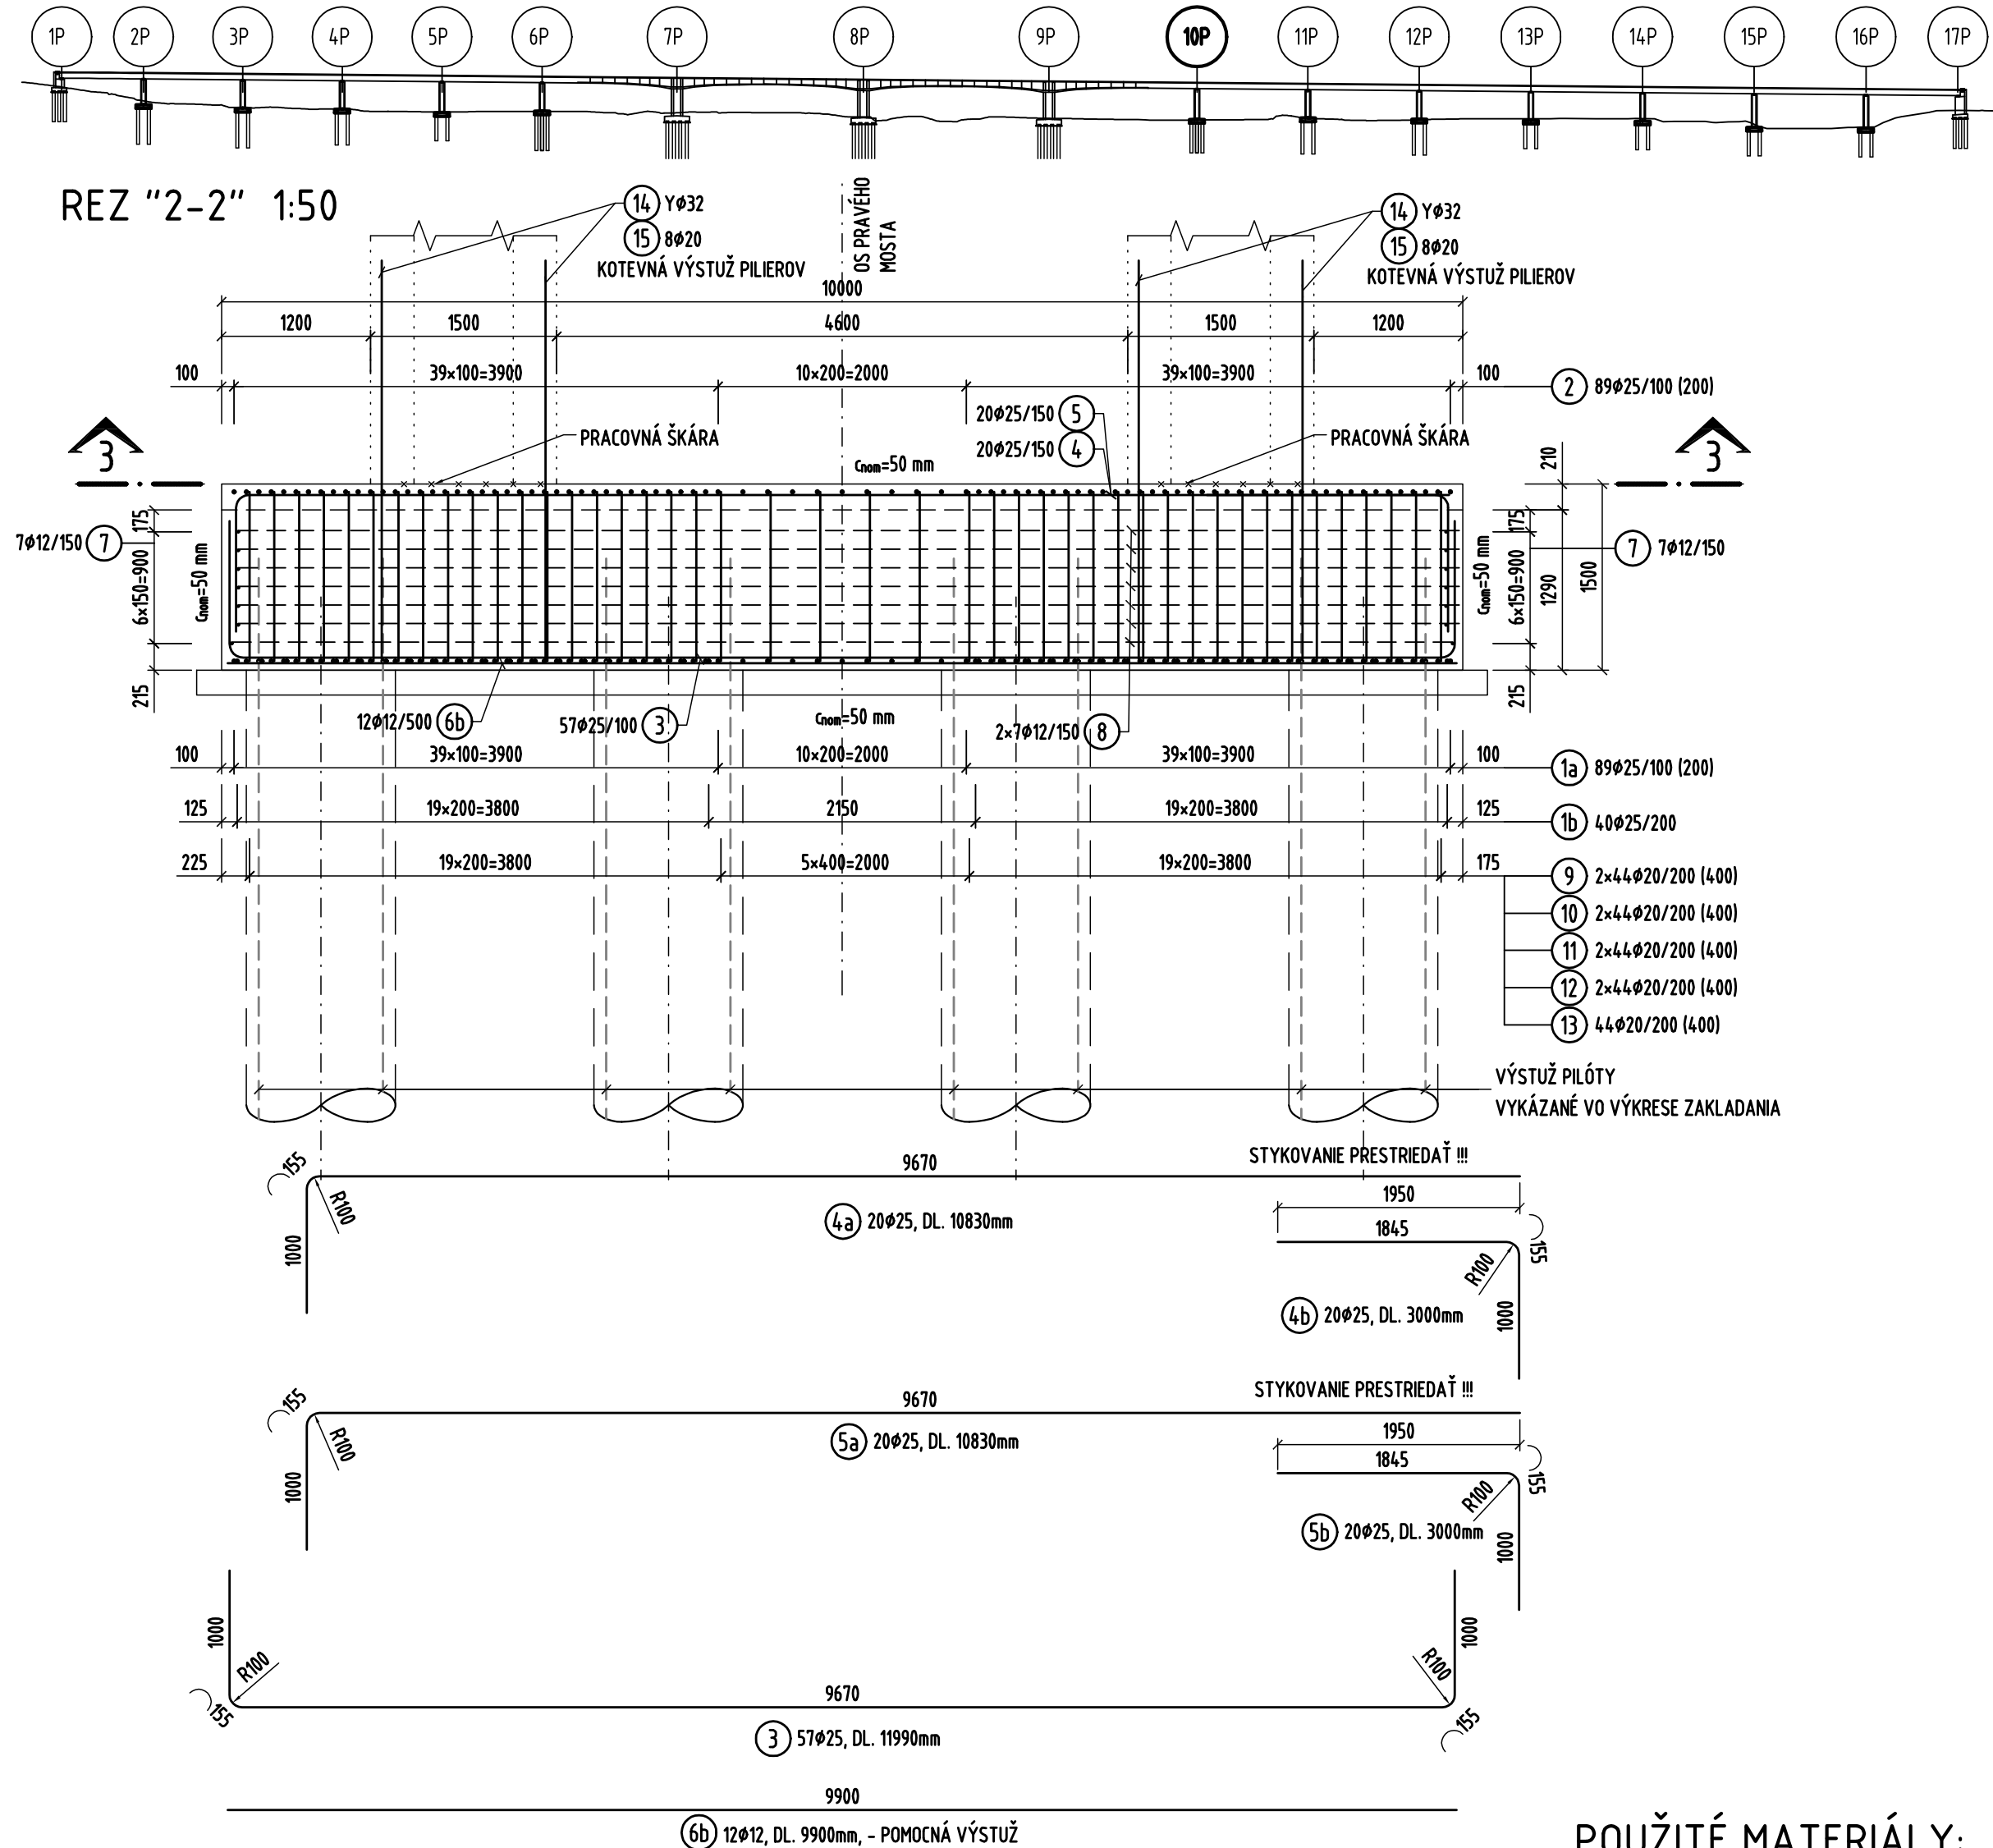 1P 2P 3P 4P 5P 6P 7P 8P 9P 10P 11P 12P 13P 14P 15P 16P 17P
REZ "2-2" 1:50
14 YØ32
15 8Ø20
KOTEVNÁ VÝSTUŽ PILIEROV
OS PRAVÉHO
MOSTA
14 YØ32
15 8Ø20
KOTEVNÁ VÝSTUŽ PILIEROV
10000
1200 1500 4600 1500 1200
100 39×100=3900 10×200=2000 39×100=3900 100
2 89Ø25/100 (200)
20Ø25/150 5
20Ø25/150 4
PRACOVNÁ ŠKÁRA
PRACOVNÁ ŠKÁRA
3
3
Cnom=50 mm
210
7Ø12/150 7
175
6×150=900
215
Cnom=50 mm
Cnom=50 mm
175
6×150=900
215
1290
1500
7 7Ø12/150
12Ø12/500 6b
57Ø25/100 3
Cnom=50 mm
2×7Ø12/150 8
100 39×100=3900 10×200=2000 39×100=3900 100
1a 89Ø25/100 (200)
125 19×200=3800 2150 19×200=3800 125
1b 40Ø25/200
225 19×200=3800 5×400=2000 19×200=3800 175
9 2×44Ø20/200 (400)
10 2×44Ø20/200 (400)
11 2×44Ø20/200 (400)
12 2×44Ø20/200 (400)
13 44Ø20/200 (400)
VÝSTUŽ PILÓTY
VYKÁZANÉ VO VÝKRESE ZAKLADANIA
155
R100
1000
9670
STYKOVANIE PRESTRIEDAŤ !!!
4a 20Ø25, DL. 10830mm
1950
1845
155
R100
1000
4b 20Ø25, DL. 3000mm
155
R100
1000
9670
STYKOVANIE PRESTRIEDAŤ !!!
5a 20Ø25, DL. 10830mm
1950
1845
155
R100
1000
5b 20Ø25, DL. 3000mm
1000
R100
155
9670
R100
1000
155
3 57Ø25, DL. 11990mm
9900
6b 12Ø12, DL. 9900mm, - POMOCNÁ VÝSTUŽ
POUŽITÉ MATERIÁLY: